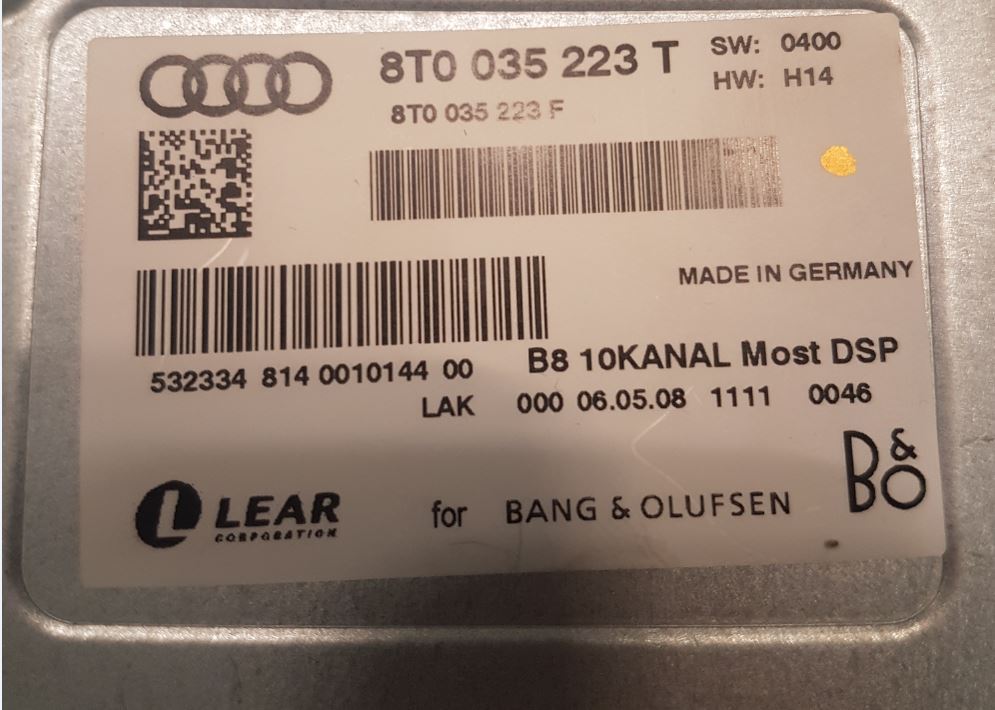 8T0 035 223 T
SW: 0400
HW: H14
8T0 035 223 F
MADE IN GERMANY
532334 814 0010144 00
B8 10KANAL Most DSP
LAK 000 06.05.08 1111 0046
B&O
LEAR
CORPORATION
for BANG & OLUFSEN